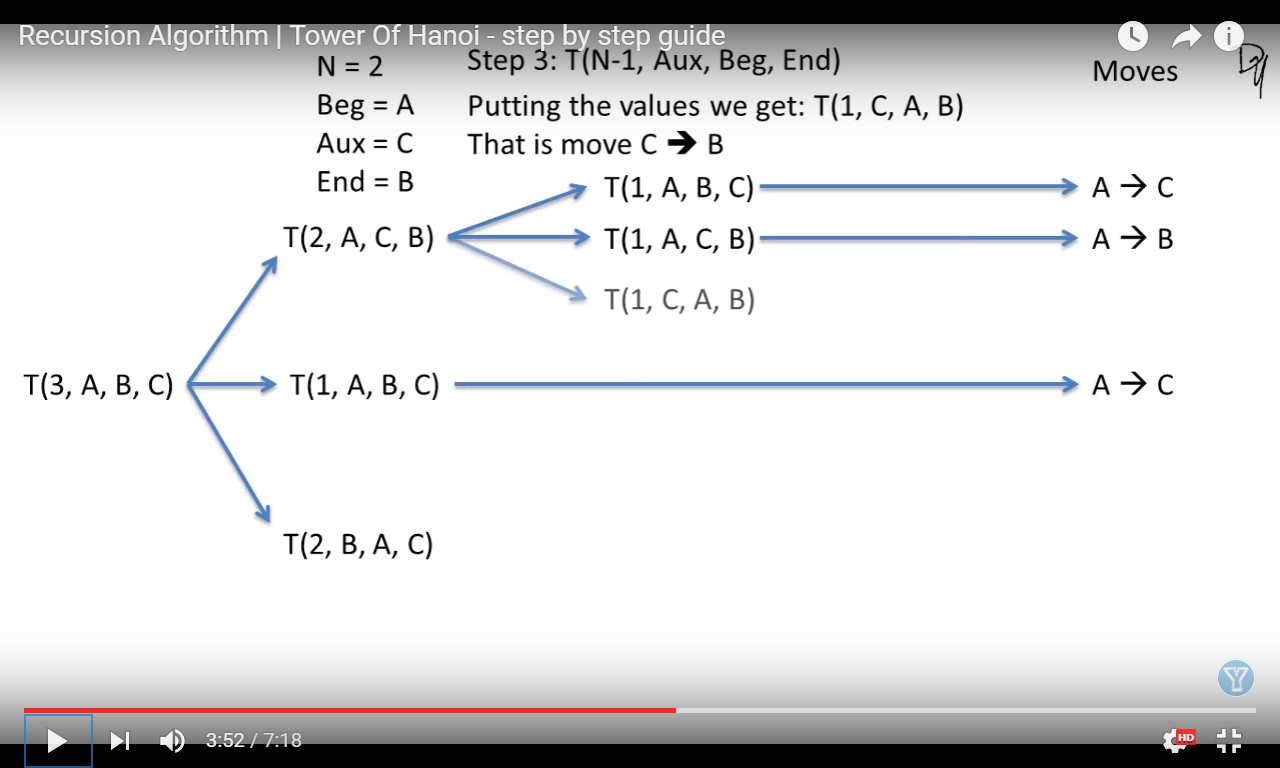 Recursion Algorithm | Tower Of Hanoi - step by step guide
N = 2
Beg = A
Aux = C
End = B
Step 3: T(N-1, Aux, Beg, End)
Putting the values we get: T(1, C, A, B)
That is move C ➔ B
Moves
T(1, A, B, C)
A → C
T(2, A, C, B)
T(1, A, C, B)
A → B
T(1, C, A, B)
T(3, A, B, C)
T(1, A, B, C)
A → C
T(2, B, A, C)
Y
3:52 / 7:18
HD